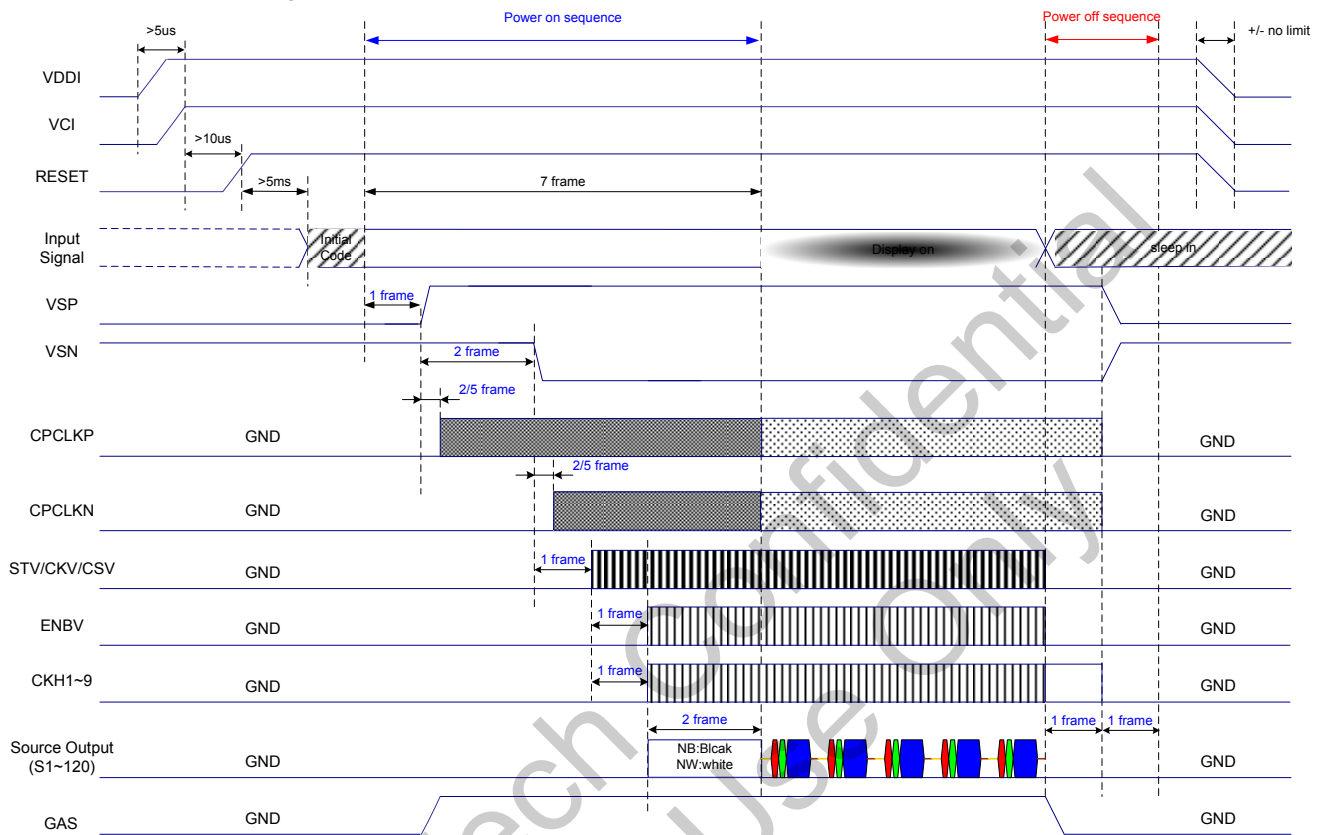 Power on sequence
Power off sequence
>5us
+/- no limit
VDDI
VCI
>10us
RESET
>5ms
7 frame
Input
Signal
Initial
Code
Display on
sleep in
1 frame
VSP
VSN
2 frame
2/5 frame
CPCLKP
GND
GND
2/5 frame
CPCLKN
GND
GND
STV/CKV/CSV
GND
1 frame
GND
1 frame
ENBV
GND
GND
1 frame
CKH1~9
GND
GND
2 frame
1 frame
1 frame
Source Output
(S1~120)
GND
NB:Blcak
NW:white
GND
GAS
GND
GND
tech Confidential
Use Only